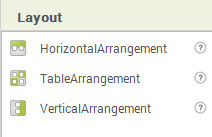 Layout
HorizontalArrangement ?
TableArrangement ?
VerticalArrangement ?